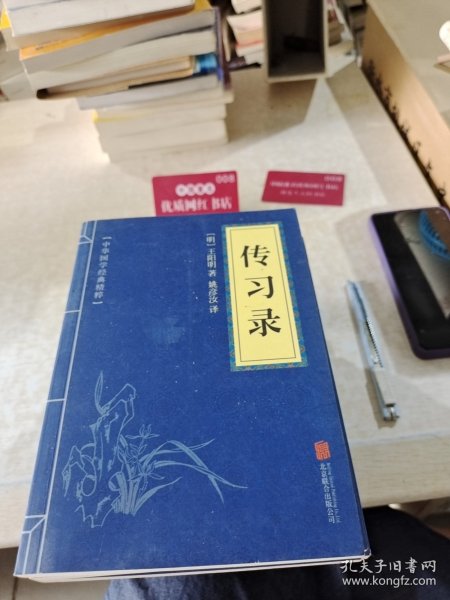 优质网红书店
【中华国学经典精粹】
[明]王阳明 著 姚彦汝 译
传习录
北京联合出版公司
孔夫子旧书网
www.kongfz.com